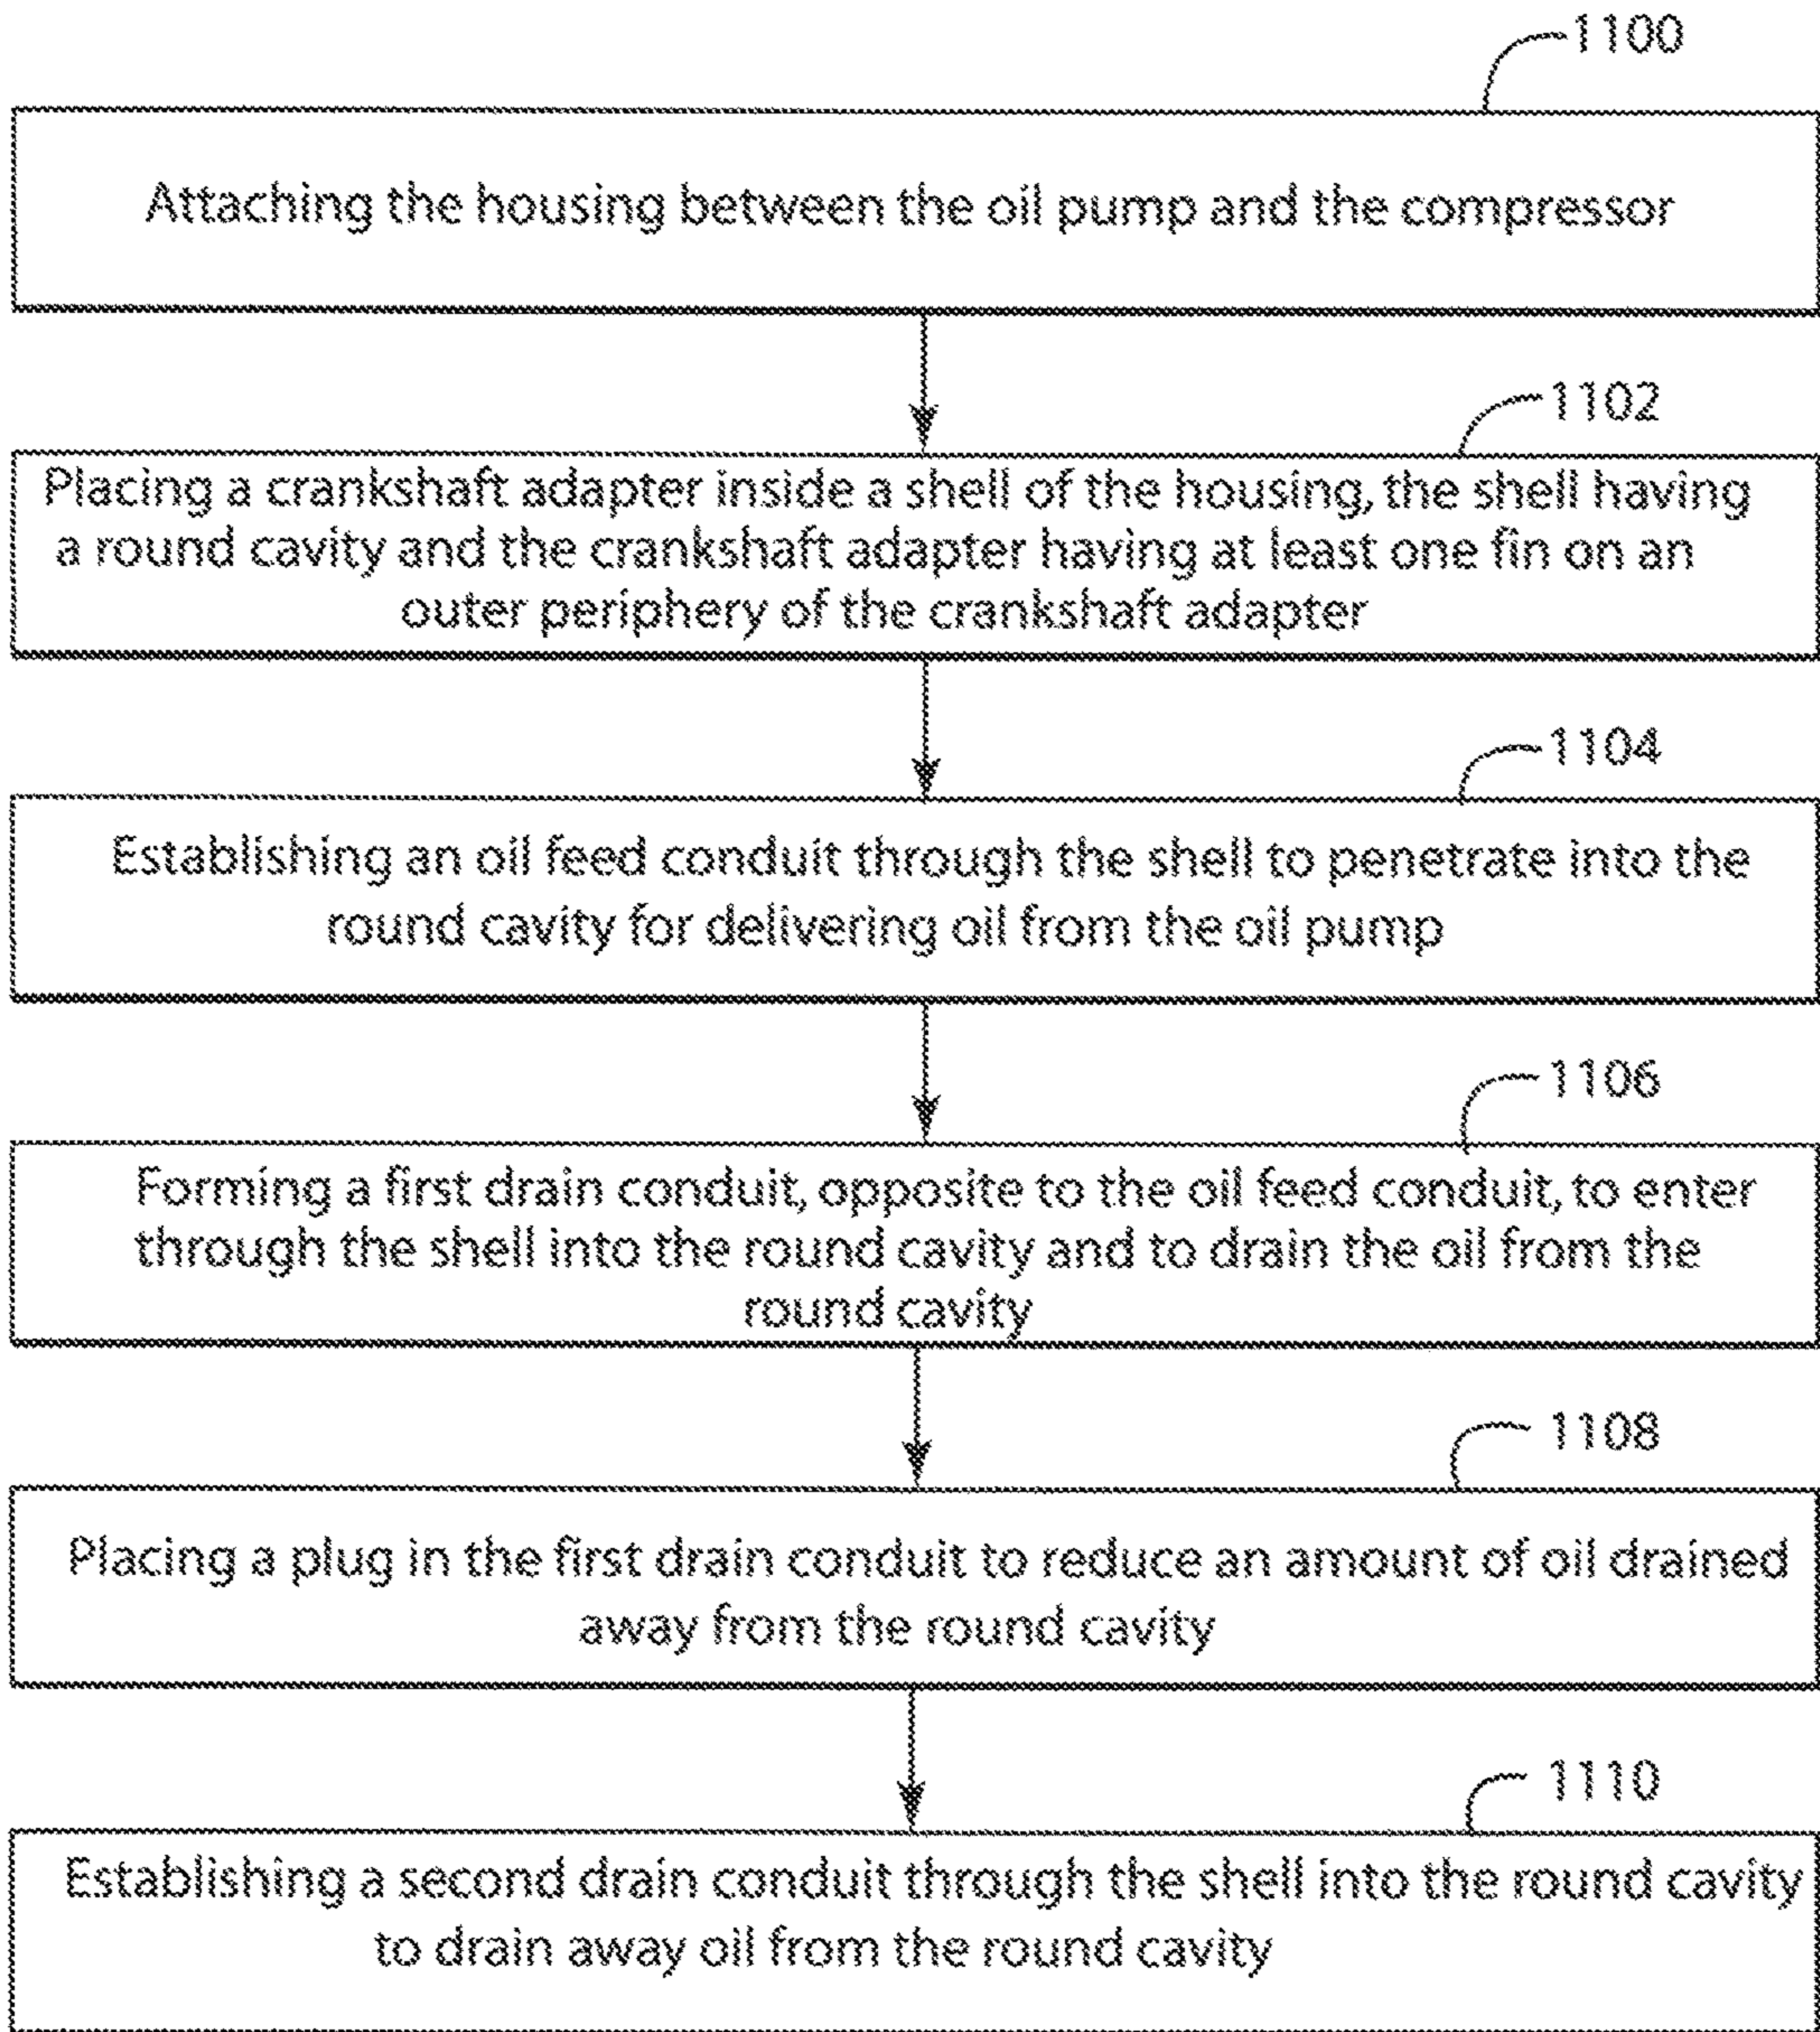 1100
Attaching the housing between the oil pump and the compressor
1102
Placing a crankshaft adapter inside a shell of the housing, the shell having
a round cavity and the crankshaft adapter having at least one fin on an
outer periphery of the crankshaft adapter
1104
Establishing an oil feed conduit through the shell to penetrate into the
round cavity for delivering oil from the oil pump
1106
Forming a first drain conduit, opposite to the oil feed conduit, to enter
through the shell into the round cavity and to drain the oil from the
round cavity
1108
Placing a plug in the first drain conduit to reduce an amount of oil drained
away from the round cavity
1110
Establishing a second drain conduit through the shell into the round cavity
to drain away oil from the round cavity